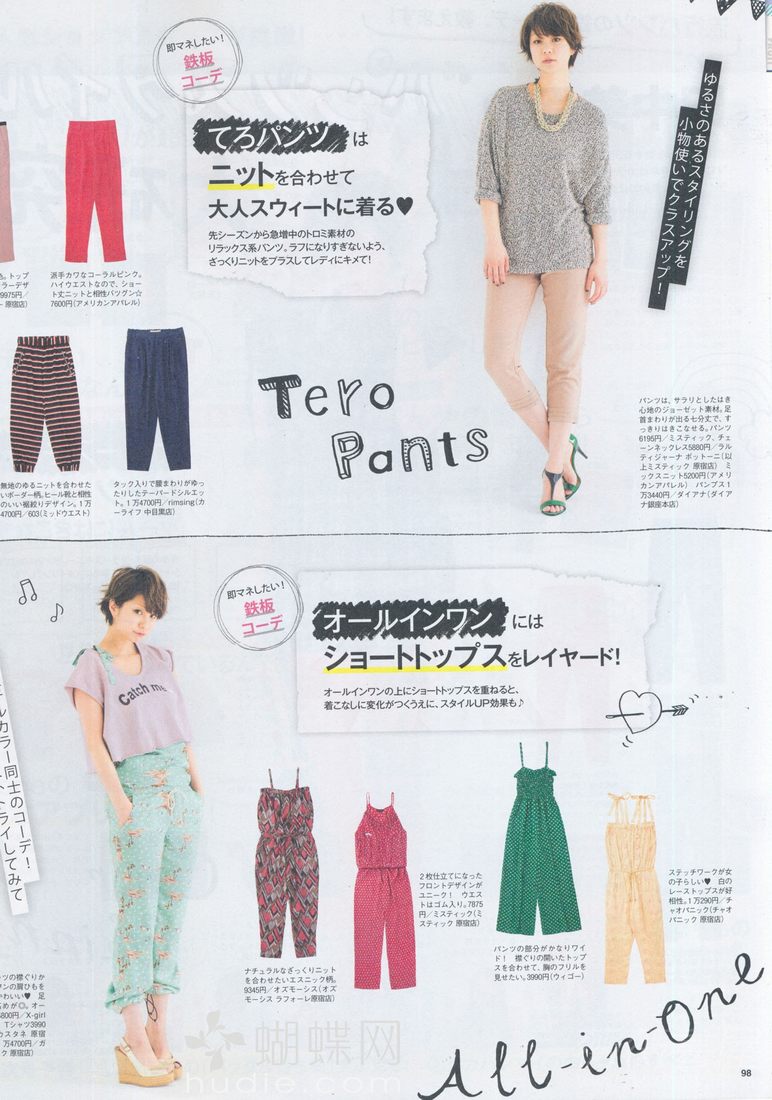 即マネしたい!
鉄板
コーデ
てろパンツ は
ニットを合わせて
大人スウィートに着る♥
先シーズンから急増中のトロミ素材の
リラックス系パンツ。ラフになりすぎないよう、
ざっくりニットをプラスしてレディにキメて!
ゆるさのあるスタイリングを
小物使いでクラスアップ!
色。トップ
ラーデザ
9975円/
ー 原宿店)
派手カワなコーラルピンク。
ハイウエストなので、ショー
ト丈ニットと相性バツグン☆
7600円(アメリカンアパレル)
Tero
Pants
無地のゆるニットを合わせた
いボーダー柄。ヒール靴と相性
のいい裾絞りデザイン。1万
4700円/603(ミッドウエスト)
タック入りで腰まわりがゆ
ったりしたテーパードシルエッ
ト。1万4700円/rimsing(カ
ーライフ 中目黒店)
パンツは、サラリとしたはき
心地のジョーゼット素材。足
首まわりが出る七分丈で、す
っきりはきこなせる。パンツ
6195円/ミスティック、チェ
ーンネックレス5880円/ラル
ティジャーナ ボットーニ(以
上ミスティック 原宿店) ミ
ックスニット5200円(アメリ
カンアパレル) パンプス1
万3440円/ダイアナ(ダイア
ナ銀座本店)
即マネしたい!
鉄板
コーデ
オールインワン には
ショートトップスをレイヤード!
オールインワンの上にショートトップスを重ねると、
着こなしに変化がつくうえに、スタイルUP効果も♪
Catch me
ルカラー同士のコーデ!
トライしてみて
ナチュラルなざっくりニット
を合わせたいエスニック柄。
9345円/オズモーシス(オズ
モーシス ラフォーレ原宿店)
2枚仕立てになった
フロントデザインが
ユニーク! ウエス
トはゴム入り。7875
円/ミスティック(ミ
スティック 原宿店)
パンツの部分がかなりワイ
ド! 襟ぐりの開いたトップ
スを合わせて、胸のフリルを
見せたい。3990円(ウィゴー)
ステッチワークが女
の子らしい♥ 白の
レーストップスが好
相性。1万290円/チ
ャオパニック(チャオ
パニック 原宿店)
ツの襟ぐりか
ンの肩ひもが
かわいい♥ 足
めが◎。オー
800円/X-girl
Tシャツ3990
カスタネ 原宿
万4700円/ガ
All-in-One
蝴蝶网
hudie.com
98